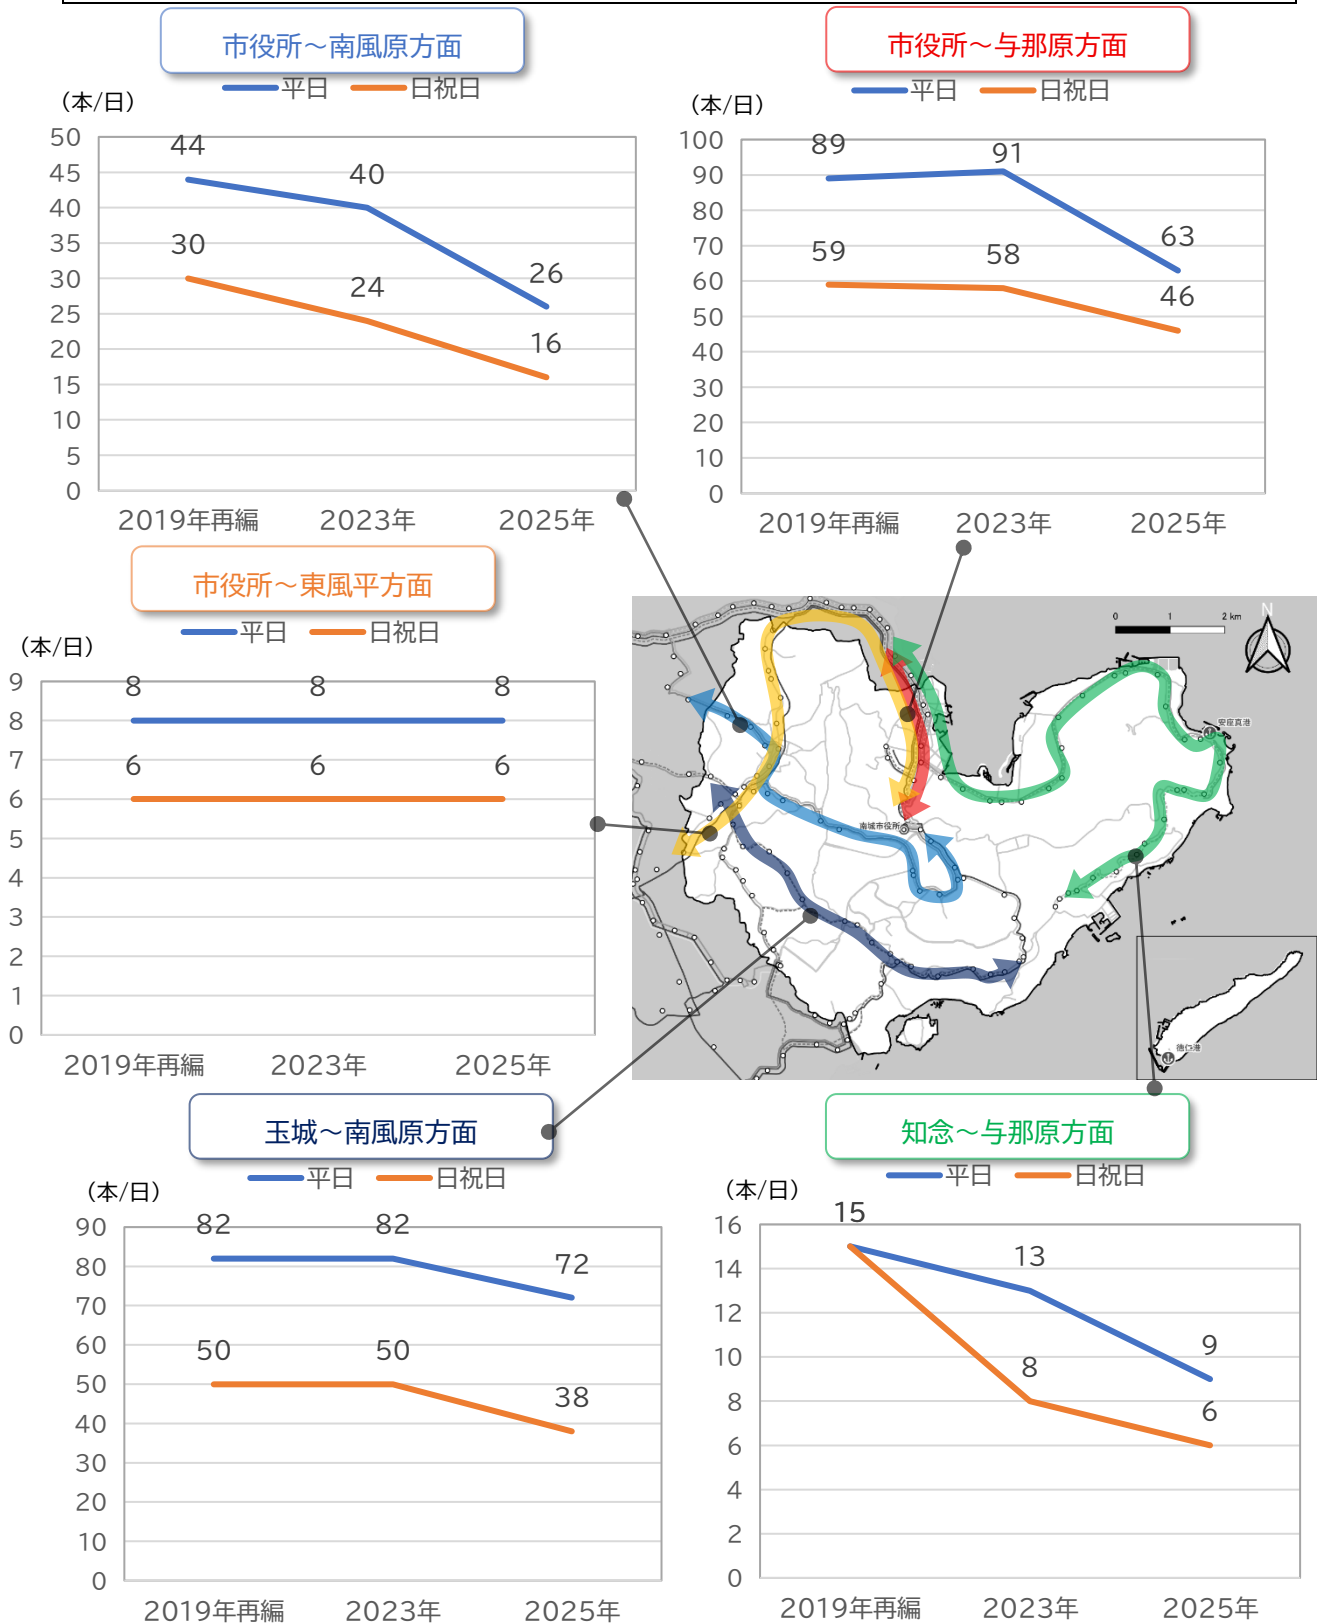 市役所～南風原方面
平日 日祝日
（本/日）
50
45
40
35
30
25
20
15
10
5
0
44
40
26
30
24
16
2019年再編 2023年 2025年
市役所～与那原方面
平日 日祝日
（本/日）
100
90
80
70
60
50
40
30
20
10
0
89
91
63
59
58
46
2019年再編 2023年 2025年
市役所～東風平方面
平日 日祝日
（本/日）
9
8
7
6
5
4
3
2
1
0
8 8 8
6 6 6
2019年再編 2023年 2025年
0 1 2 km
N
安座真港
南城市役所
徳仁港
玉城～南風原方面
平日 日祝日
（本/日）
90
80
70
60
50
40
30
20
10
0
82 82
72
50 50
38
2019年再編 2023年 2025年
知念～与那原方面
平日 日祝日
（本/日）
16
14
12
10
8
6
4
2
0
15
13
9
8
6
2019年再編 2023年 2025年